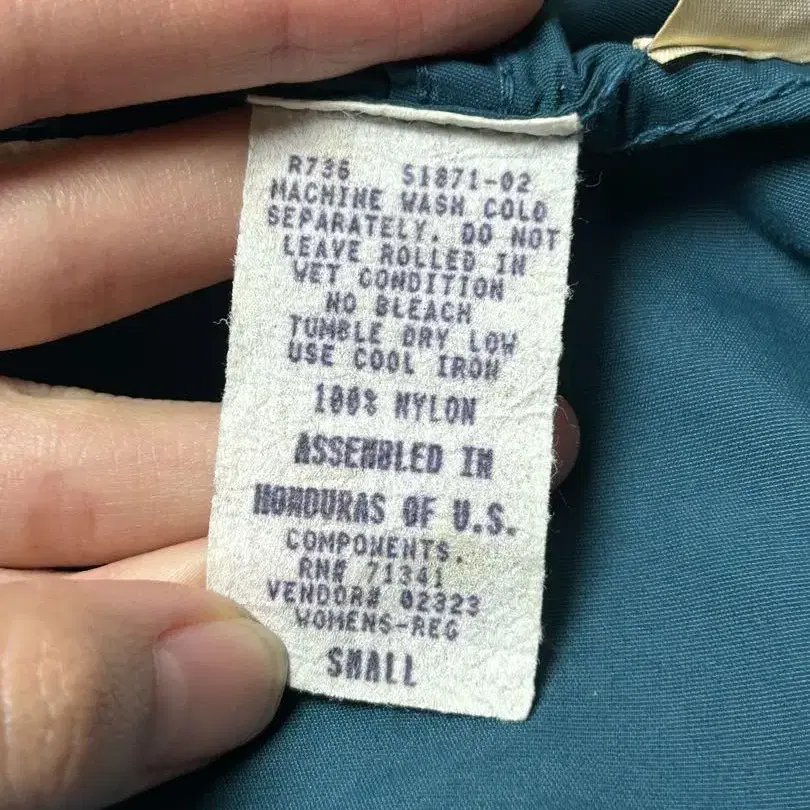 R736 S1871-02
MACHINE WASH COLD
SEPARATELY. DO NOT
LEAVE ROLLED IN
WET CONDITION
NO BLEACH
TUMBLE DRY LOW
USE COOL IRON
100% NYLON
ASSEMBLED IN
HONDURAS OF U.S.
COMPONENTS.
RN# 71341
VENDOR# 02323
WOMENS-REG
SMALL